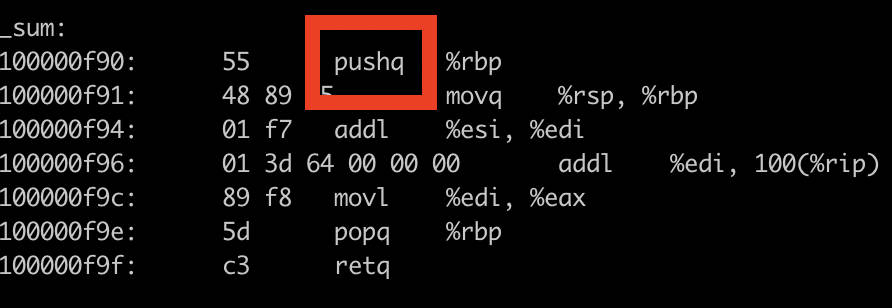 _sum:
100000f90: 55 pushq %rbp
100000f91: 48 89 movq %rsp, %rbp
100000f94: 01 f7 addl %esi, %edi
100000f96: 01 3d 64 00 00 00 addl %edi, 100(%rip)
100000f9c: 89 f8 movl %edi, %eax
100000f9e: 5d popq %rbp
100000f9f: c3 retq